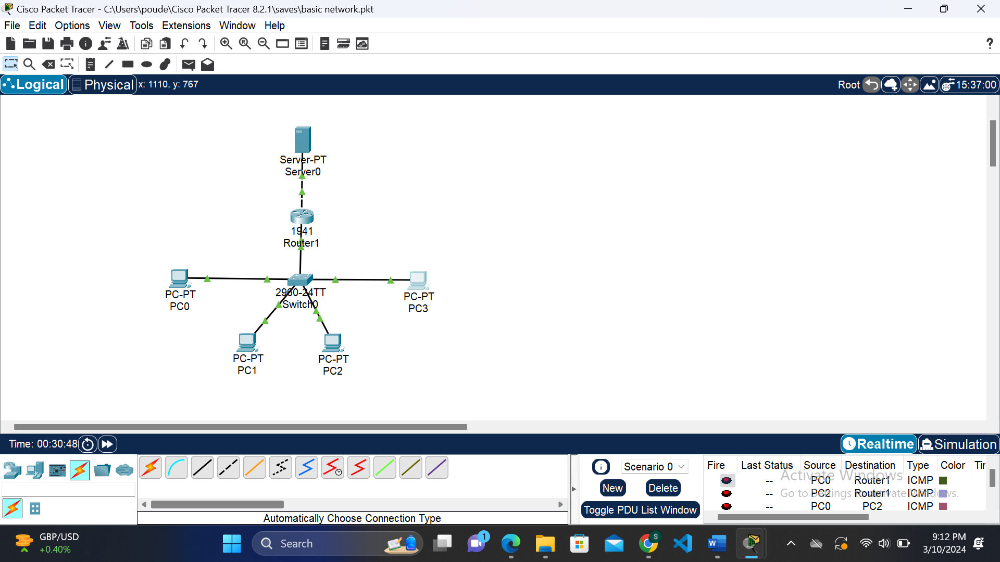 Cisco Packet Tracer - C:\Users\poude\Cisco Packet Tracer 8.2.1\saves\basic network.pkt
File Edit Options View Tools Extensions Window Help
Logical Physical x: 1110, y: 767 Root 15:37:00
Server-PT
Server0
1941
Router1
PC-PT
PC0
2960-24TT
Switch0
PC-PT
PC3
PC-PT
PC1
PC-PT
PC2
Time: 00:30:48 Realtime Simulation
Scenario 0
New Delete
Toggle PDU List Window
Automatically Choose Connection Type
Fire Last Status Source Destination Type Color Tir
-- PC0 Router1 ICMP
-- PC2 Router1 ICMP
-- PC0 PC2 ICMP
Activate Windows
Go to Settings to activate Windows.
GBP/USD
+0.40%
Search
1
S
9:12 PM
3/10/2024